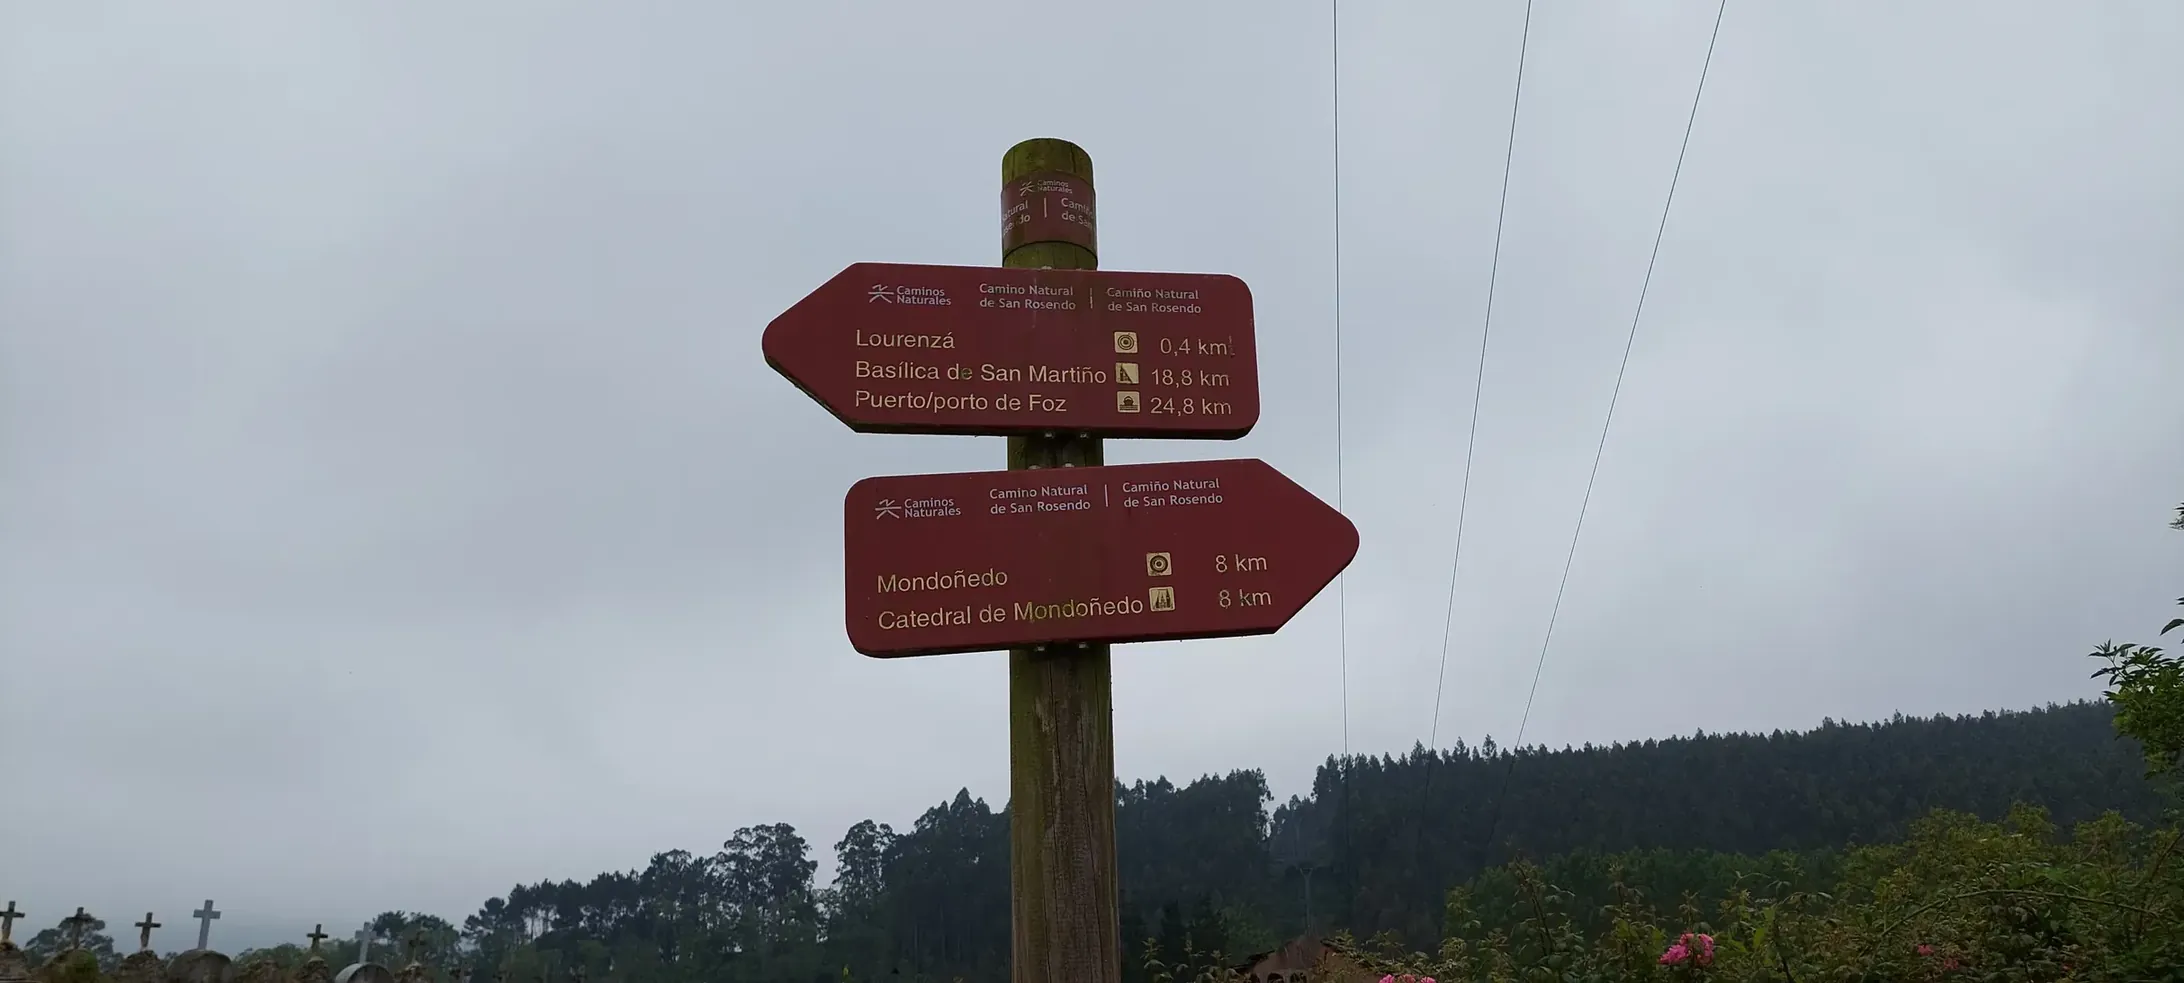 Caminos
Naturales
Camino Natural
de San Rosendo
Camiño Natural
de San Rosendo
Lourenzá 0,4 km
Basílica de San Martiño 18,8 km
Puerto/porto de Foz 24,8 km
Caminos
Naturales
Camino Natural
de San Rosendo
Camiño Natural
de San Rosendo
Mondoñedo 8 km
Catedral de Mondoñedo 8 km